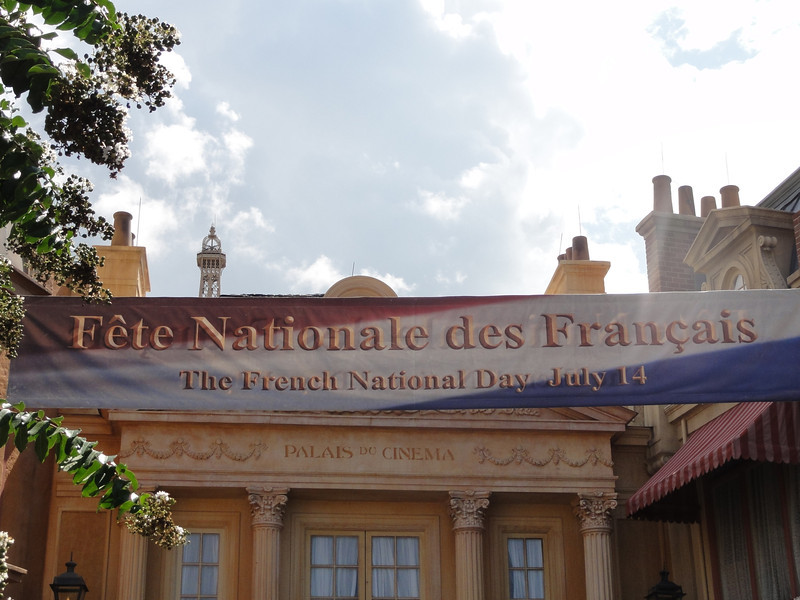 Fête Nationale des Français
The French National Day July 14
PALAIS DU CINEMA